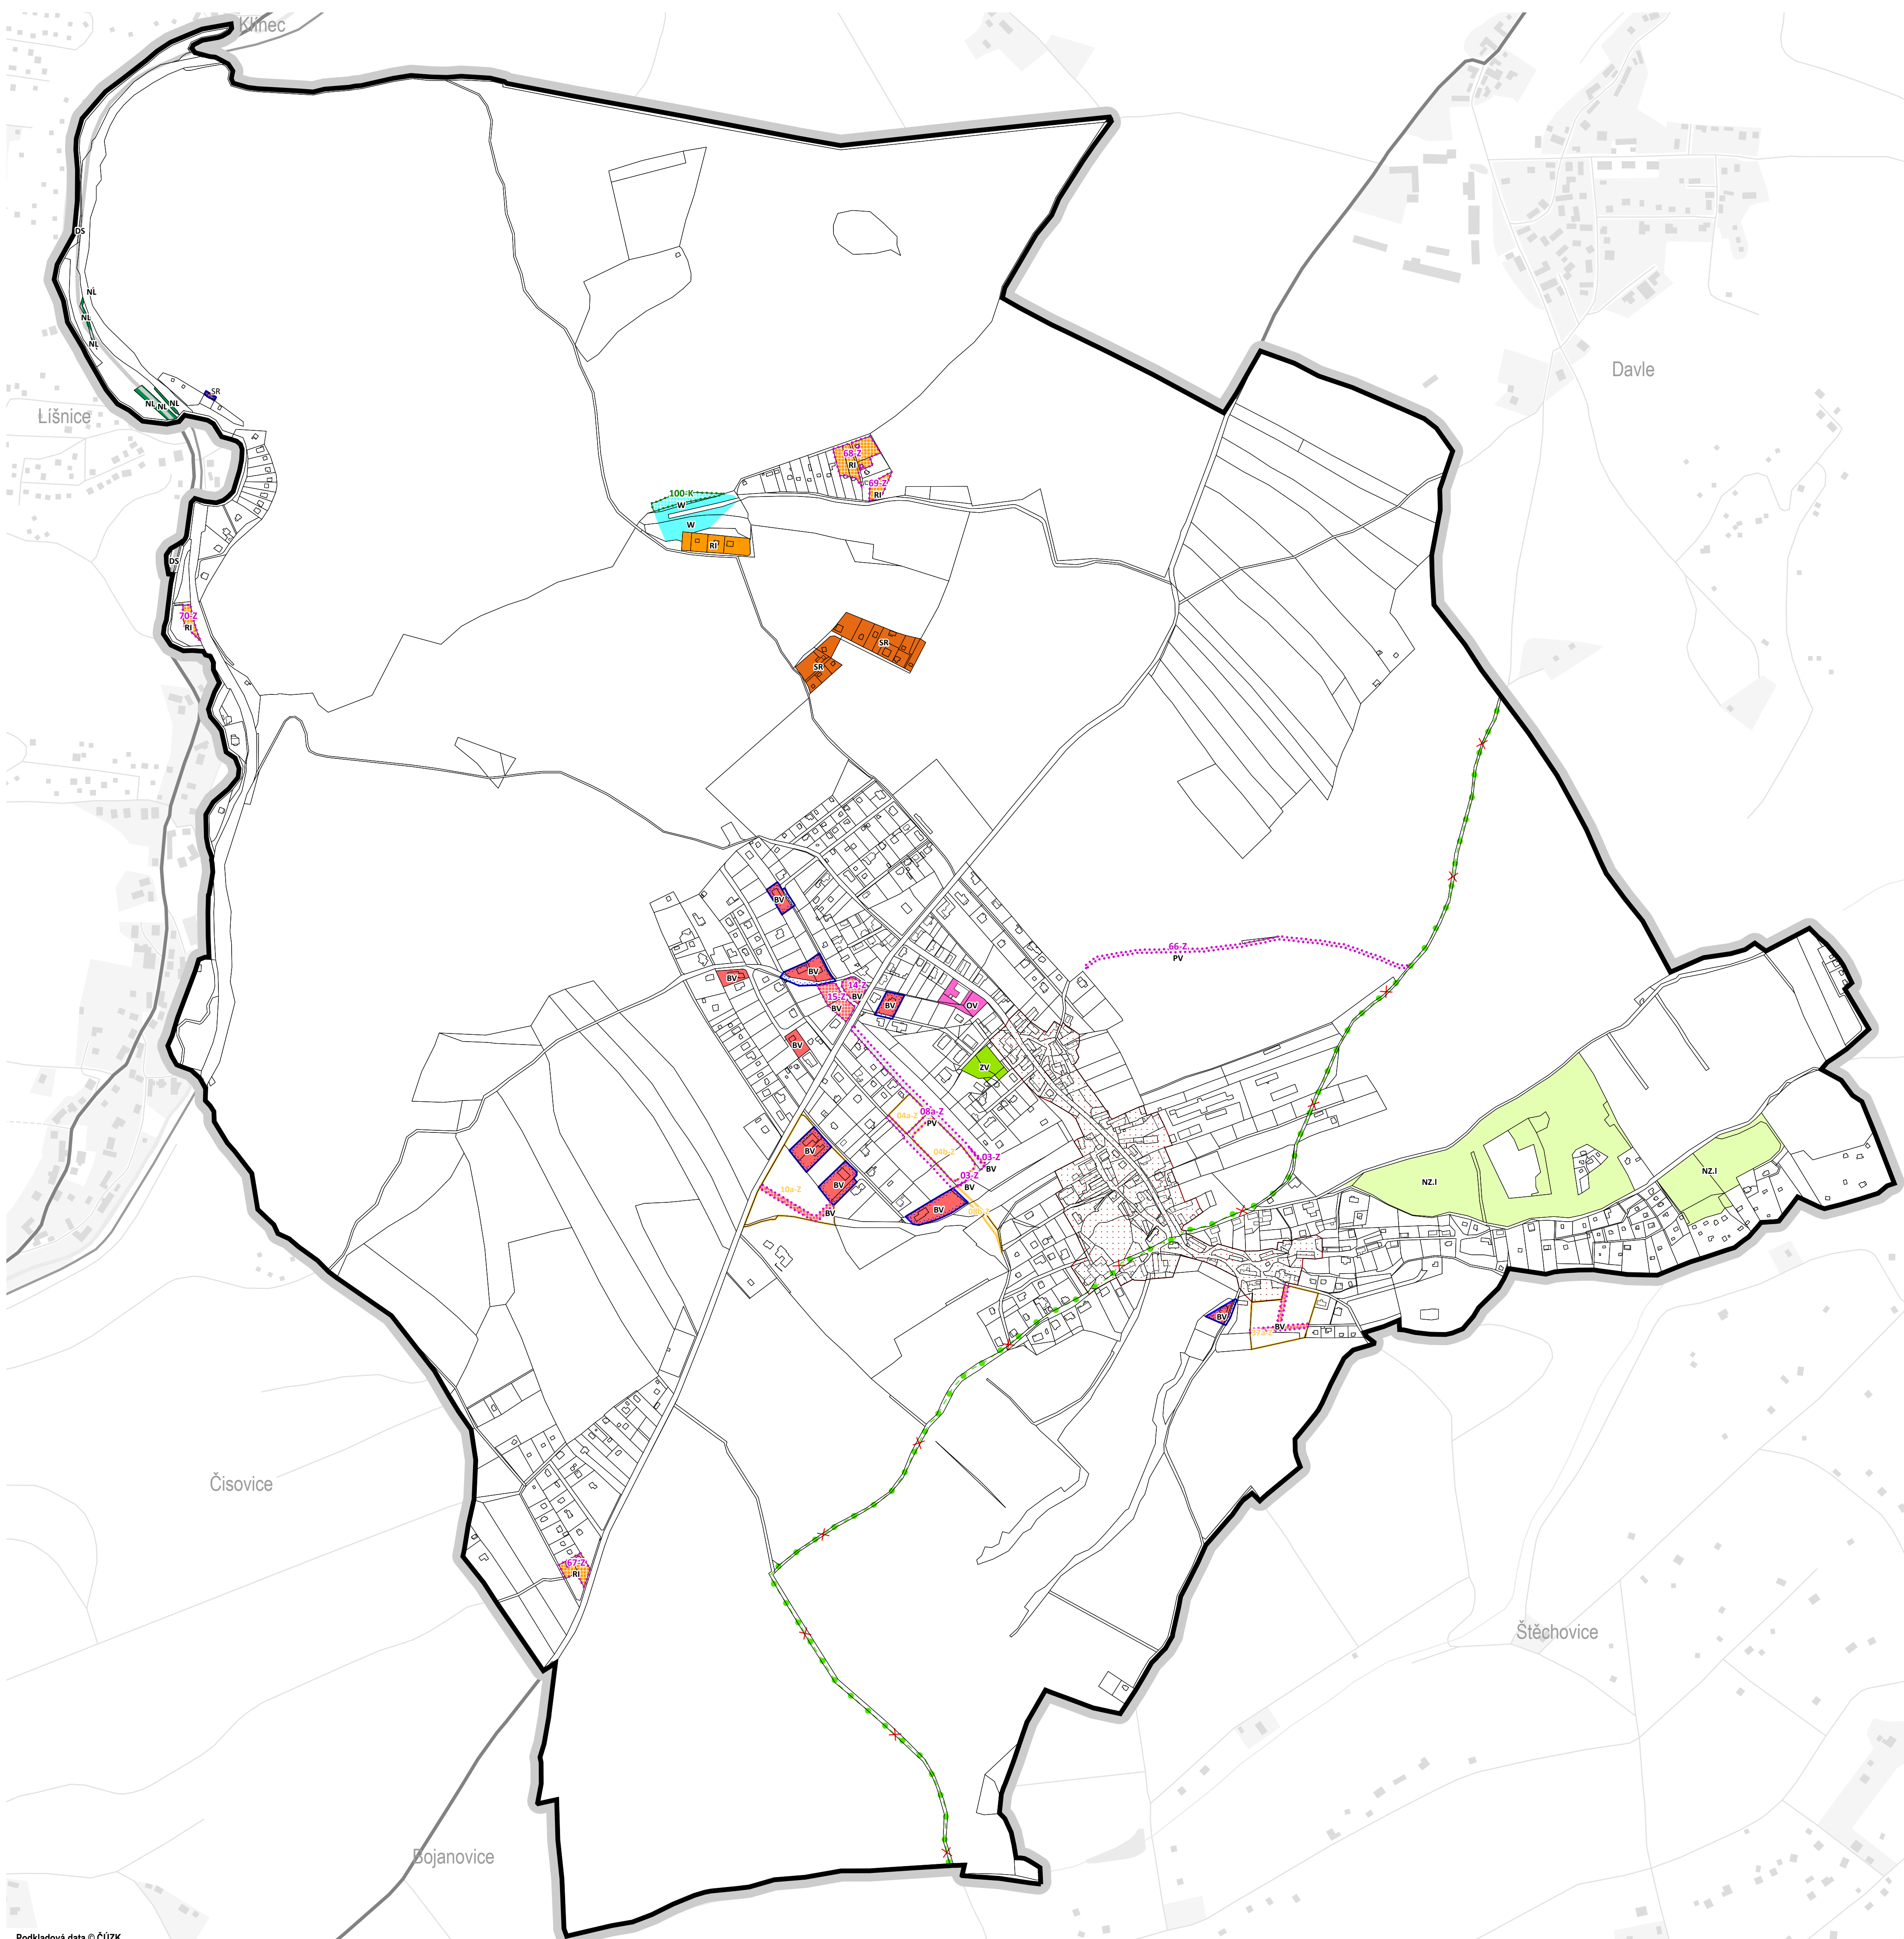 Klínec
DS
Davle
NL
NL
NL
SR
NL
NL
NL
Líšnice
68-Z
RI
69-Z
RI
100-K
W
W
RI
DS
70-Z
RI
SR
SR
BV
66-Z
PV
BV
BV
14-Z
BV
15-Z
BV
BV
OV
BV
ZV
04a-Z
08a-Z
PV
BV
04b-Z
03-Z
BV
03-Z
BV
BV
10a-Z
BV
BV
NZ.I
NZ.I
BV
BV
Čisovice
67-Z
RI
Štěchovice
Bojanovice
Podkladová data © ČÚZK